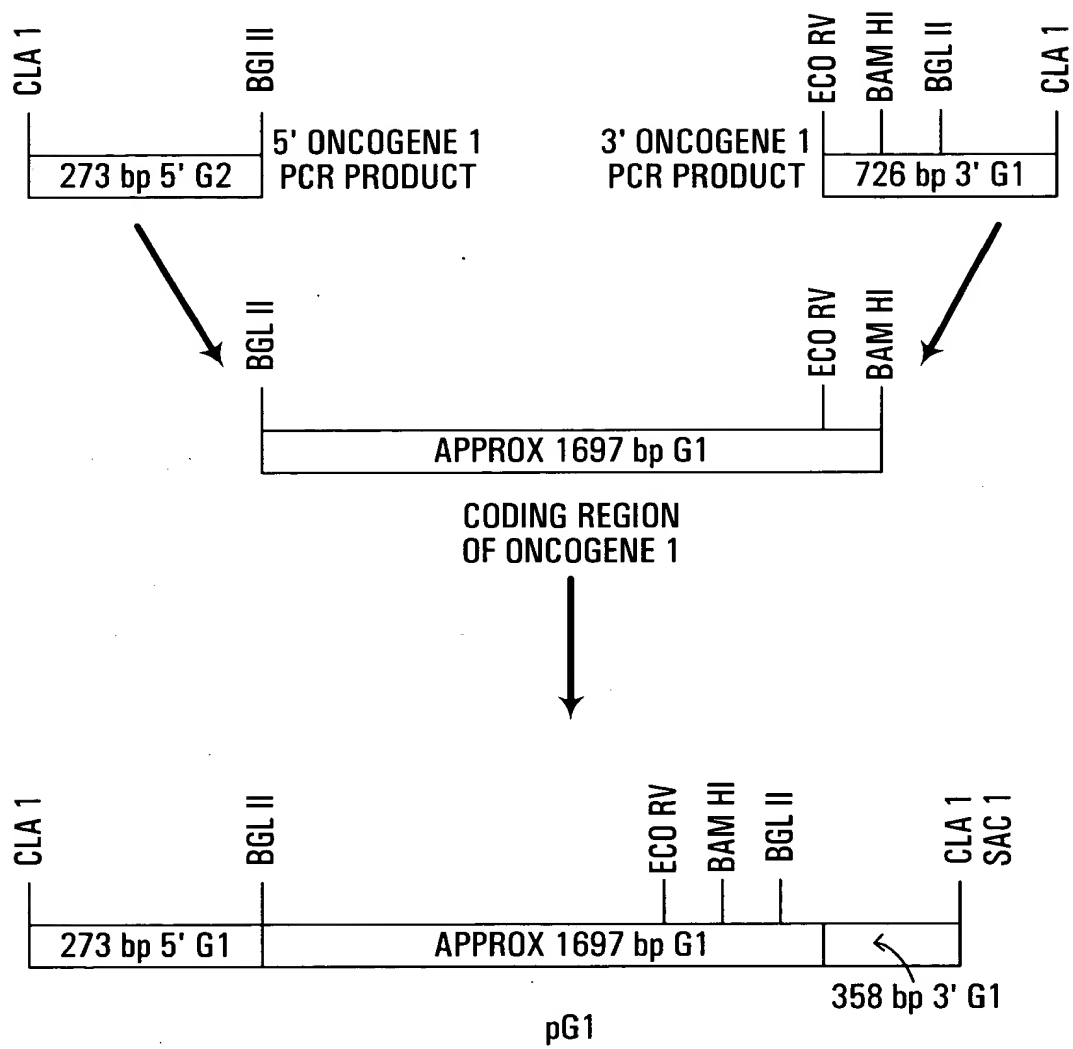 CLA 1
BGI II
ECO RV
BAM HI
BGL II
CLA 1
273 bp 5' G2
5' ONCOGENE 1
PCR PRODUCT
3' ONCOGENE 1
PCR PRODUCT
726 bp 3' G1
BGL II
ECO RV
BAM HI
APPROX 1697 bp G1
CODING REGION
OF ONCOGENE 1
CLA 1
BGL II
ECO RV
BAM HI
BGL II
CLA 1
SAC 1
273 bp 5' G1
APPROX 1697 bp G1
358 bp 3' G1
pG1